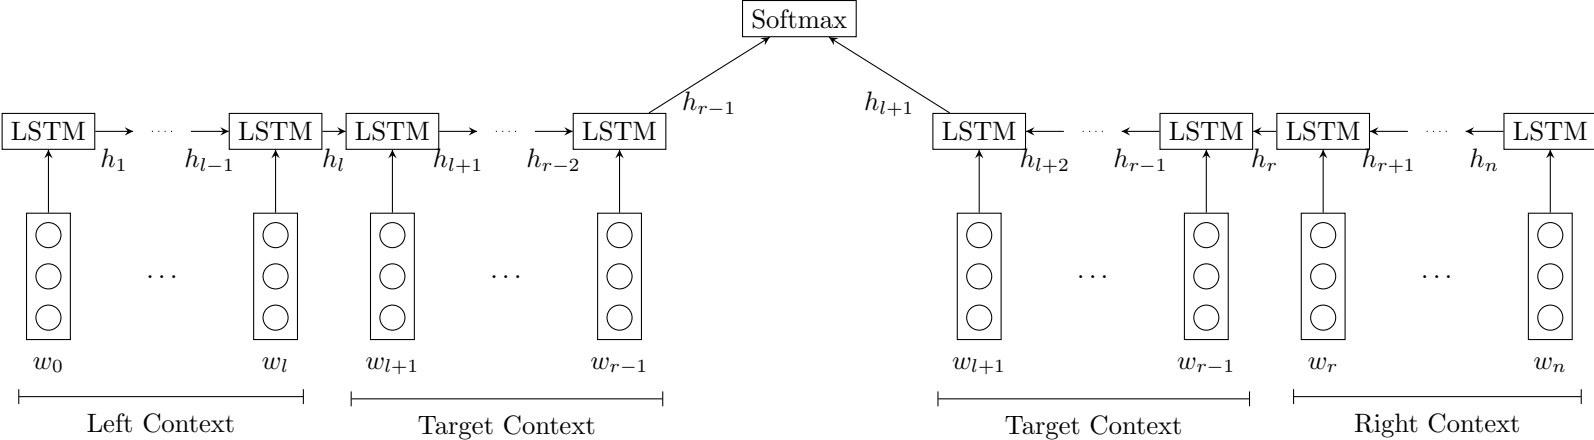 Softmax
h_{r−1} h_{l+1}
LSTM .... LSTM LSTM .... LSTM LSTM .... LSTM LSTM .... LSTM
h_1 h_{l−1} h_l h_{l+1} h_{r−2} h_{l+2} h_{r−1} h_r h_{r+1} h_n
... ... ... ...
w_0 w_l w_{l+1} w_{r−1} w_{l+1} w_{r−1} w_r w_n
Left Context Target Context Target Context Right Context